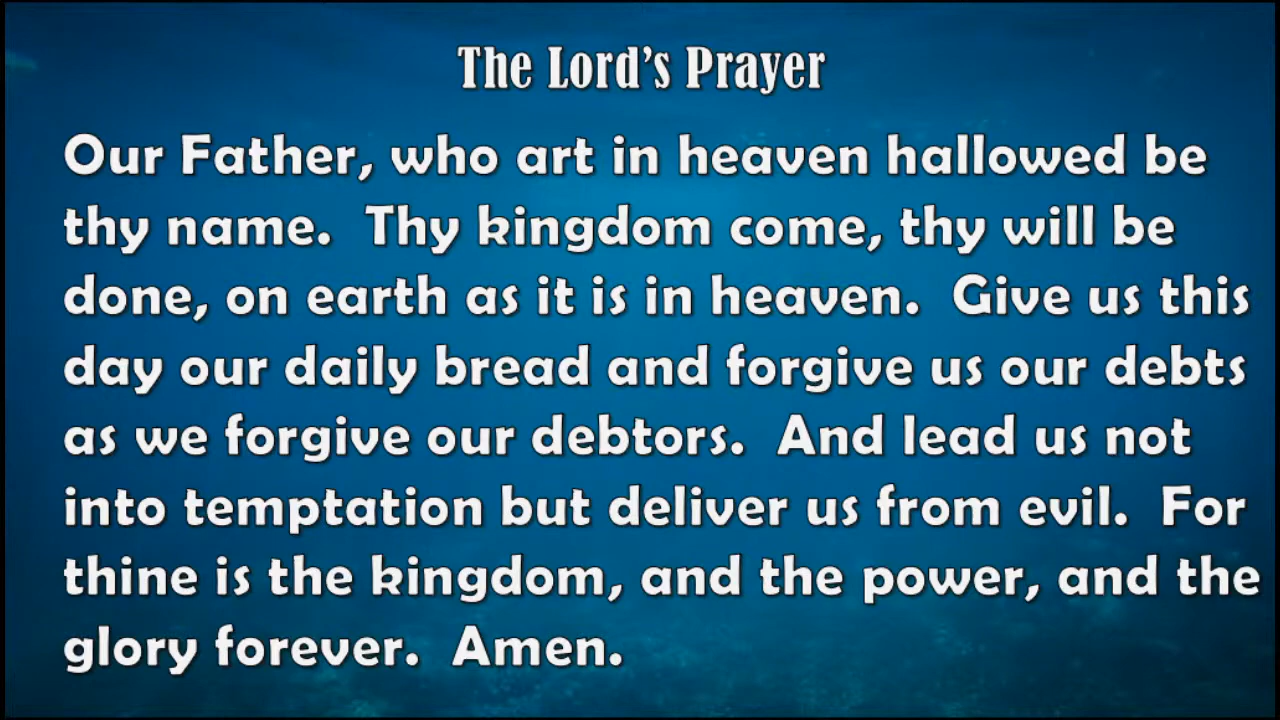 The Lord’s Prayer
Our Father, who art in heaven hallowed be
thy name.  Thy kingdom come, thy will be
done, on earth as it is in heaven.  Give us this
day our daily bread and forgive us our debts
as we forgive our debtors.  And lead us not
into temptation but deliver us from evil.  For
thine is the kingdom, and the power, and the
glory forever.  Amen.